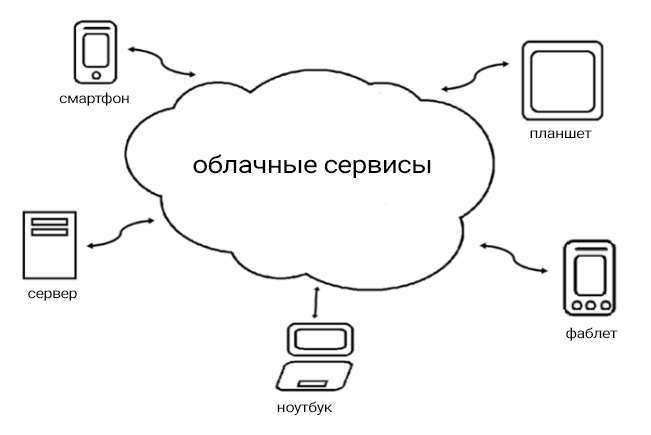 смартфон
планшет
облачные сервисы
сервер
фаблет
ноутбук